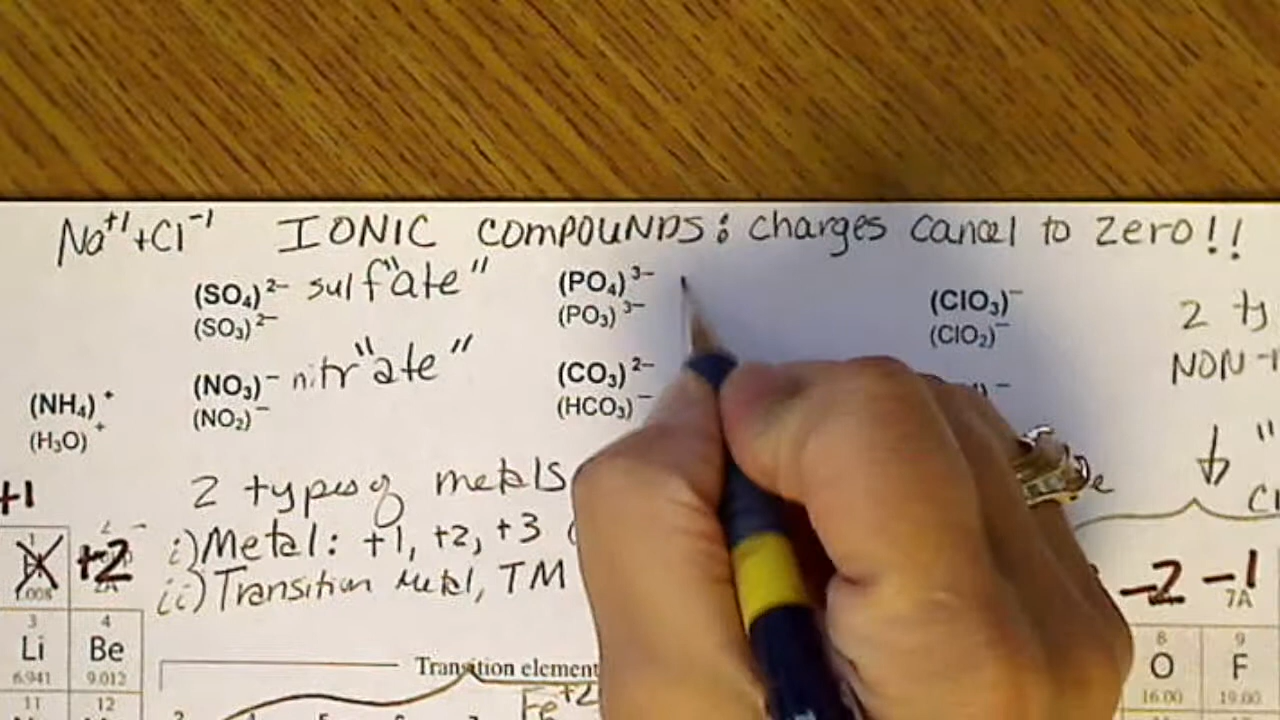 Na+1+Cl-1 IONIC COMPOUNDS: charges cancel to zero!!
(SO₄)²⁻ sulf"ate"
(SO₃)²⁻
(NO₃)⁻ nitr"ate"
(NO₂)⁻
(PO₄)³⁻
(PO₃)³⁻
(CO₃)²⁻
(HCO₃)⁻
(ClO₃)⁻
(ClO₂)⁻
(NH₄)⁺
(H₃O)⁺
2 types of metals
i) Metal: +1, +2, +3
ii) Transition Metal, TM
Transition element
Fe+2
+1
+2
1
.008
2A
3
4
Li
Be
6.941
9.012
11
12
2
NON-
-2
-1
7A
8
9
O
F
16.00
19.00